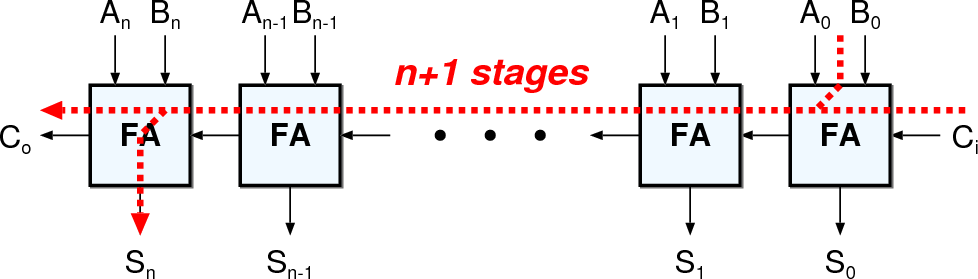 Aₙ Bₙ Aₙ₋₁ Bₙ₋₁ A₁ B₁ A₀ B₀
n+1 stages
Cₒ FA FA • • • FA FA Cᵢ
Sₙ Sₙ₋₁ S₁ S₀